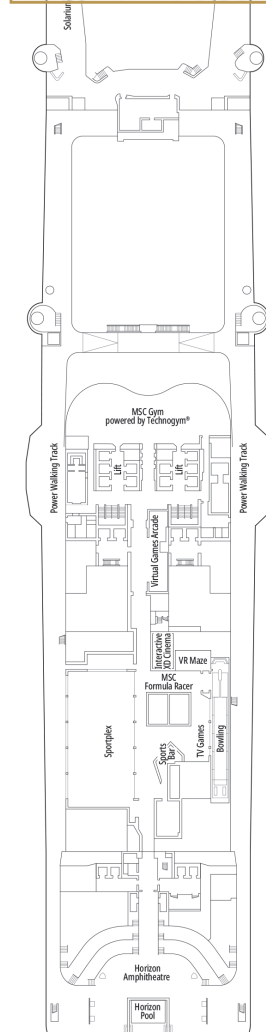 MSC Gym
powered by Technogym®
Lift
Lift
Power Walking Track
Power Walking Track
Virtual Games Arcade
Interactive
XD Cinema
VR Maze
MSC
Formula Racer
Sportplex
Sports
Bar
TV Games
Bowling
Horizon
Amphitheatre
Horizon
Pool